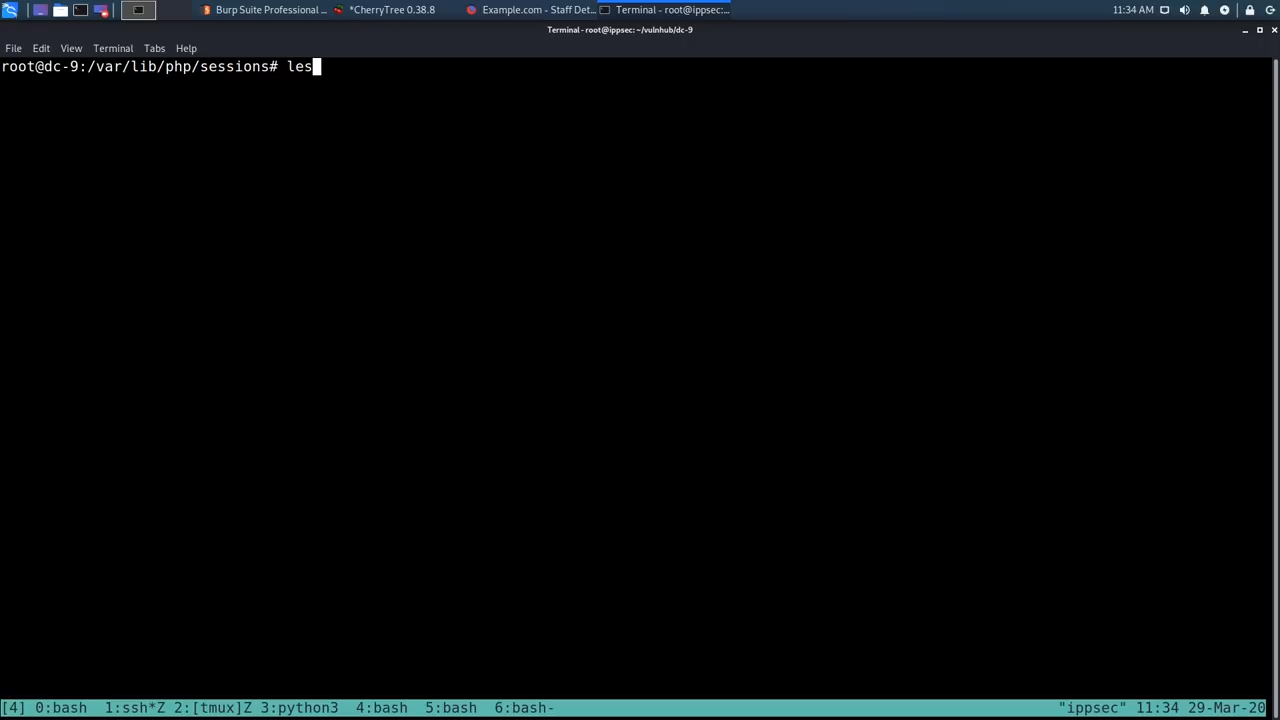 Burp Suite Professional ... *CherryTree 0.38.8 Example.com - Staff Det... Terminal - root@ippsec:... 11:34 AM
Terminal - root@ippsec: ~/vulnhub/dc-9
File Edit View Terminal Tabs Help
root@dc-9:/var/lib/php/sessions# les
[4] 0:bash 1:ssh*Z 2:[tmux]Z 3:python3 4:bash 5:bash 6:bash- "ippsec" 11:34 29-Mar-20